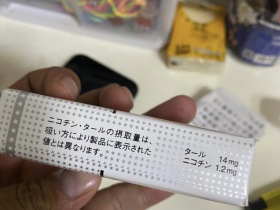 ニコチン・タールの摂取量は、
吸い方により製品に表示された
値とは異なります。
タール 14mg
ニコチン 1.2mg